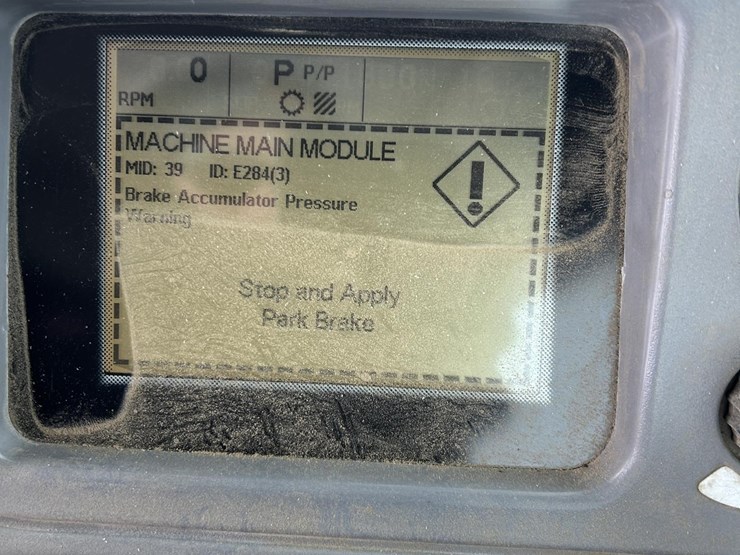 0
P P/P
RPM
MACHINE MAIN MODULE
MID: 39 ID: E284(3)
Brake Accumulator Pressure
Warning
Stop and Apply
Park Brake